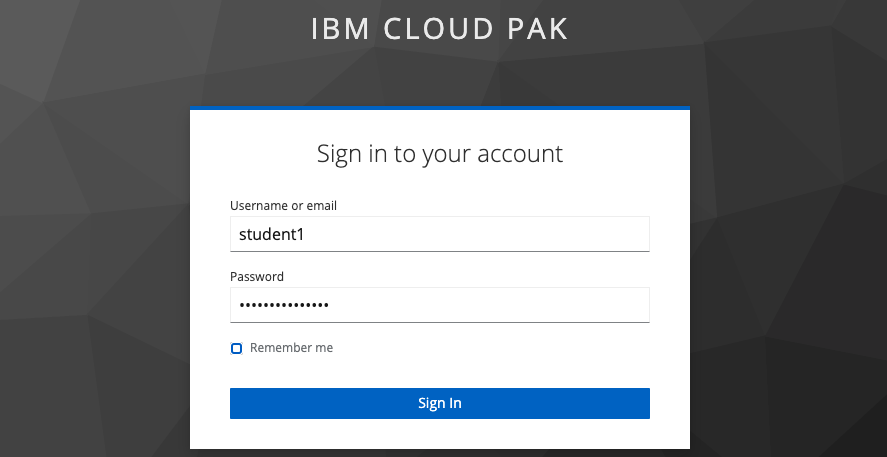 IBM CLOUD PAK
Sign in to your account
Username or email
student1
Password
•••••••••••••••
Remember me
Sign In